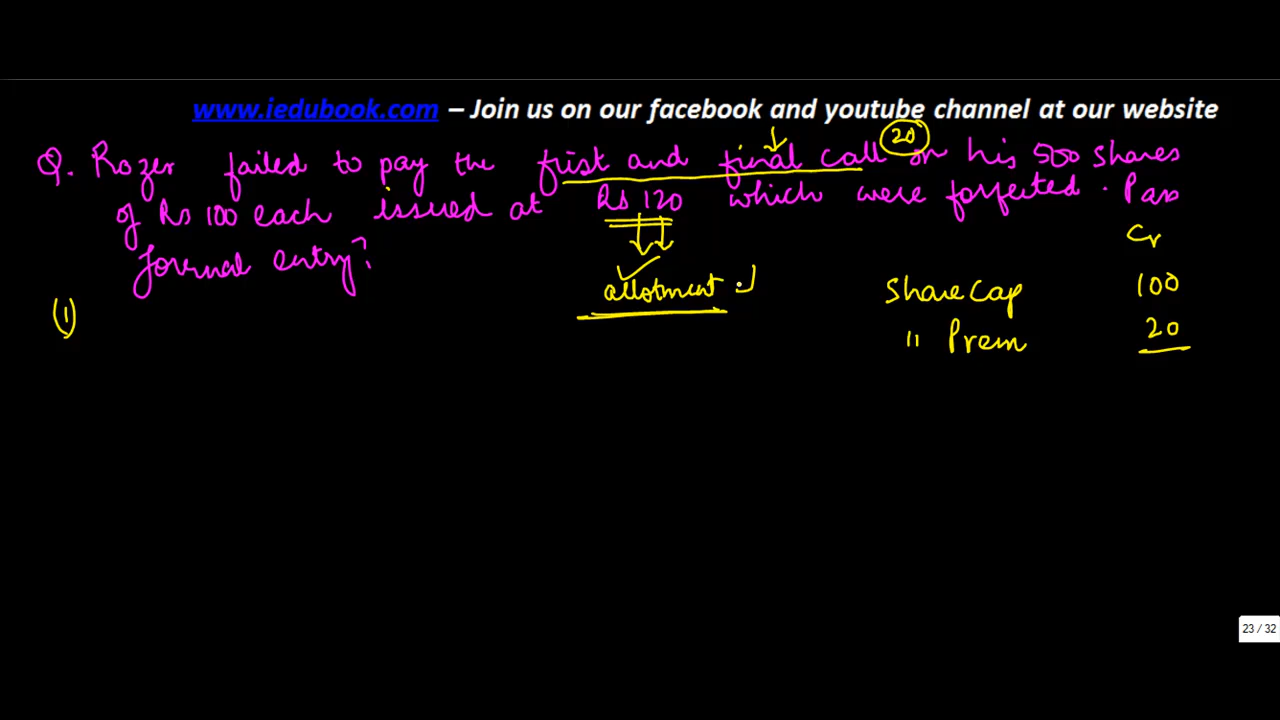 www.iedubook.com – Join us on our facebook and youtube channel at our website
20
Q. Rozer failed to pay the frist and final call on his 500 shares
of Rs 100 each issued at Rs 120 which were forfected. Pass
Journal entry?
Cr
(1)
allotment
Share Cap 100
" Prem 20
23 / 32